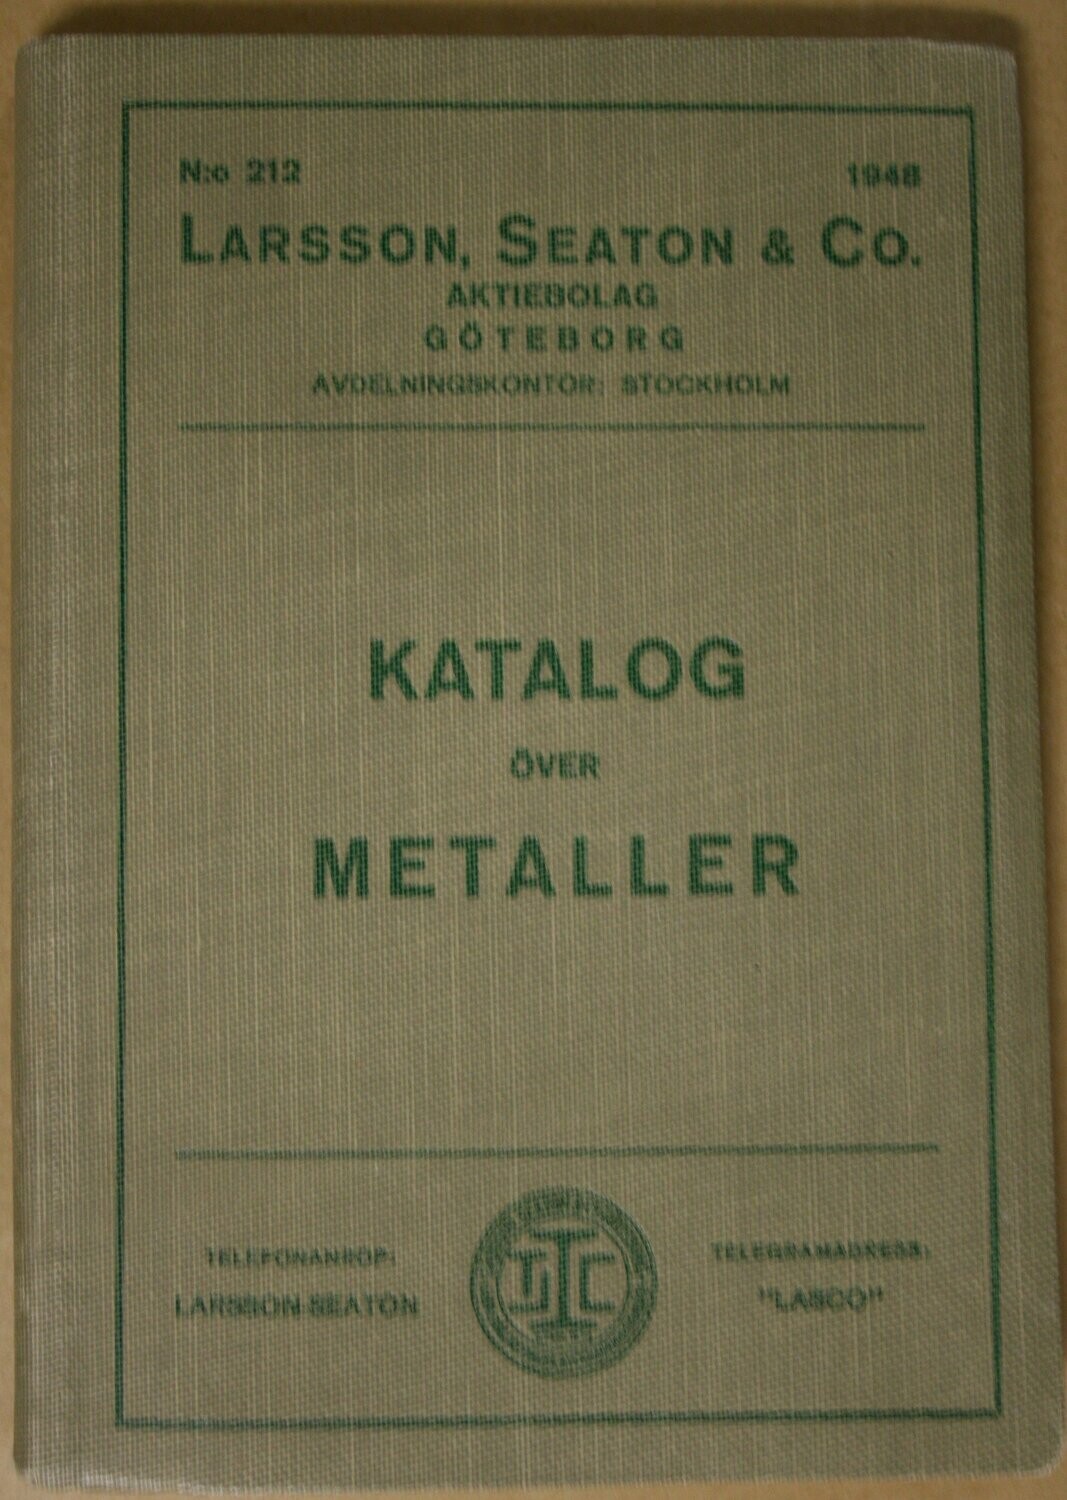 N:o 212 1948
LARSSON, SEATON & CO.
AKTIEBOLAG
GÖTEBORG
AVDELNINGSKONTOR: STOCKHOLM
KATALOG
ÖVER
METALLER
TELEFONANROP:
LARSSON-SEATON
TELEGRAMADRESS:
"LASCO"